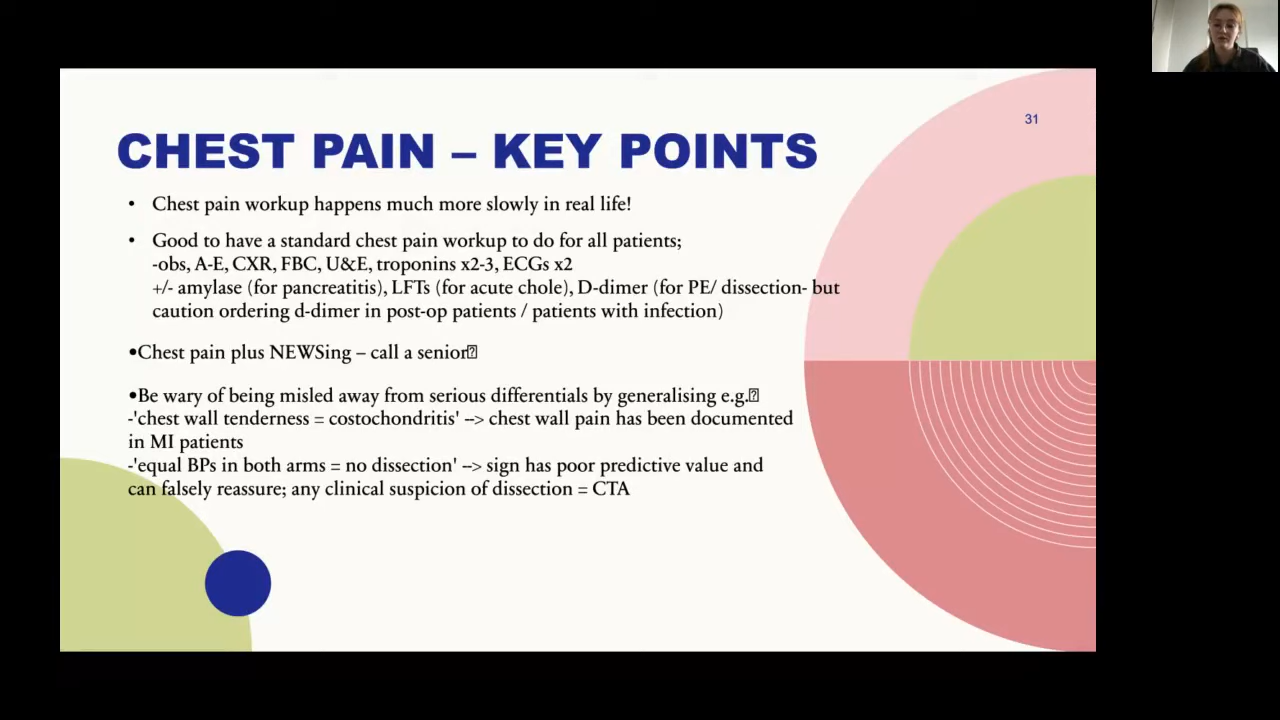 31
CHEST PAIN – KEY POINTS
• Chest pain workup happens much more slowly in real life!
• Good to have a standard chest pain workup to do for all patients;
-obs, A-E, CXR, FBC, U&E, troponins x2-3, ECGs x2
+/- amylase (for pancreatitis), LFTs (for acute chole), D-dimer (for PE/ dissection- but
caution ordering d-dimer in post-op patients / patients with infection)
•Chest pain plus NEWSing – call a senior⍰
•Be wary of being misled away from serious differentials by generalising e.g.⍰
-'chest wall tenderness = costochondritis' --> chest wall pain has been documented
in MI patients
-'equal BPs in both arms = no dissection' --> sign has poor predictive value and
can falsely reassure; any clinical suspicion of dissection = CTA